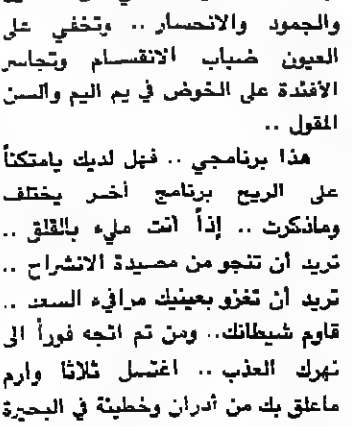 والجمود والانحسار .. وتخفي على
العيون ضباب الانقسام وتجاسر
الأفئدة على الخوض في يم اليم والسن
المقول ..
هذا برنامجي .. فهل لديك يامتكئاً
على الريح برنامج أخر يختلف
وماذكرت .. إذاً أنت مليء بالقلق ..
تريد أن تنجو من مصيدة الانشراح ..
تريد أن تغزو بعينيك مرافيء السعد ..
قاوم شيطانك.. ومن ثم اتجه فوراً الى
نهرك العذب .. اغتسل ثلاثا وارم
ماعلق بك من أدران وخطيئة في البحيرة